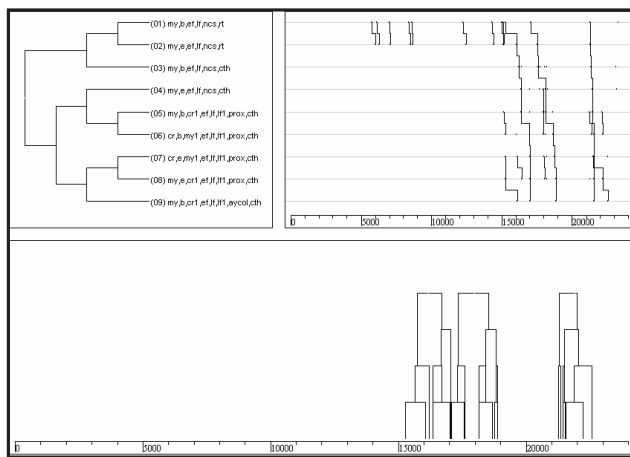 (01) my,b,ef,lf,ncs,rt
(02) my,e,ef,lf,ncs,rt
(03) my,b,ef,lf,ncs,cth
(04) my,e,ef,lf,ncs,cth
(05) my,b,cr1,ef,lf,lf1,prox,cth
(06) cr,b,my1,ef,lf,lf1,prox,cth
(07) cr,e,my1,ef,lf,lf1,prox,cth
(08) my,e,cr1,ef,lf,lf1,prox,cth
(09) my,b,cr1,ef,lf,lf1,aycol,cth
0 5000 10000 15000 20000
0 5000 10000 15000 20000